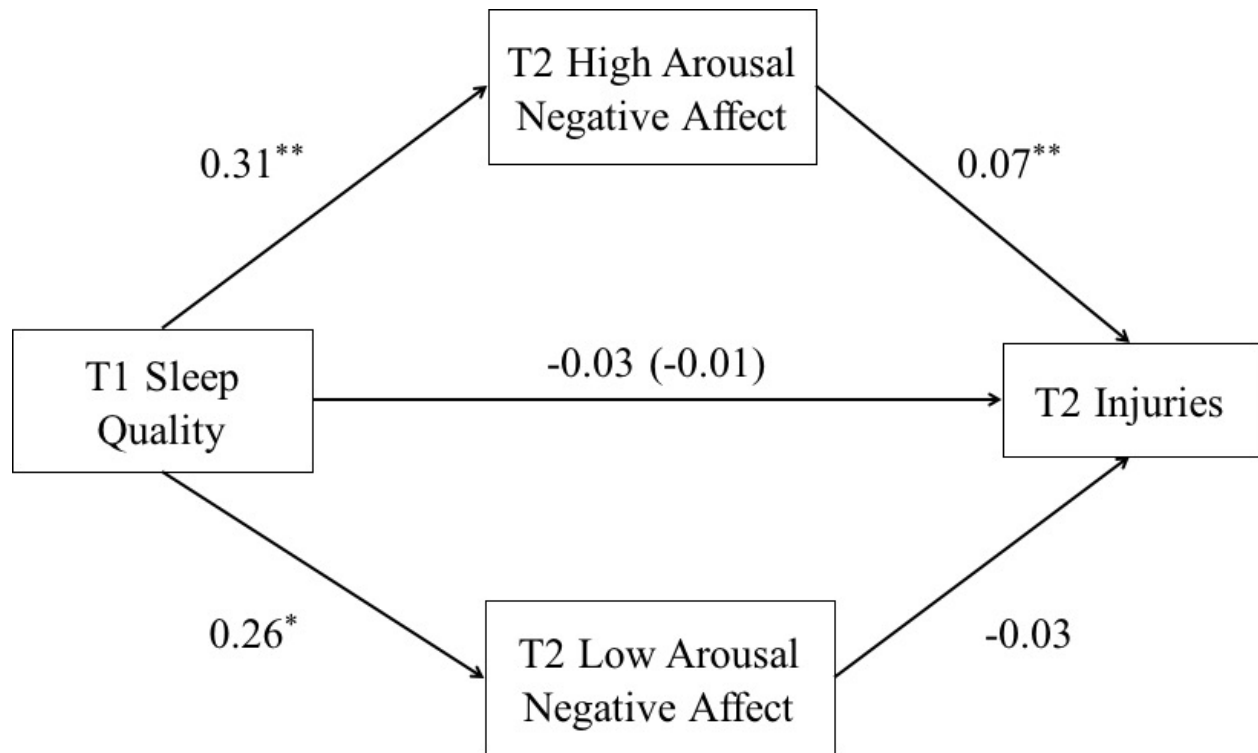 T2 High Arousal
Negative Affect
0.31**
0.07**
T1 Sleep
Quality
-0.03 (-0.01)
T2 Injuries
0.26*
-0.03
T2 Low Arousal
Negative Affect